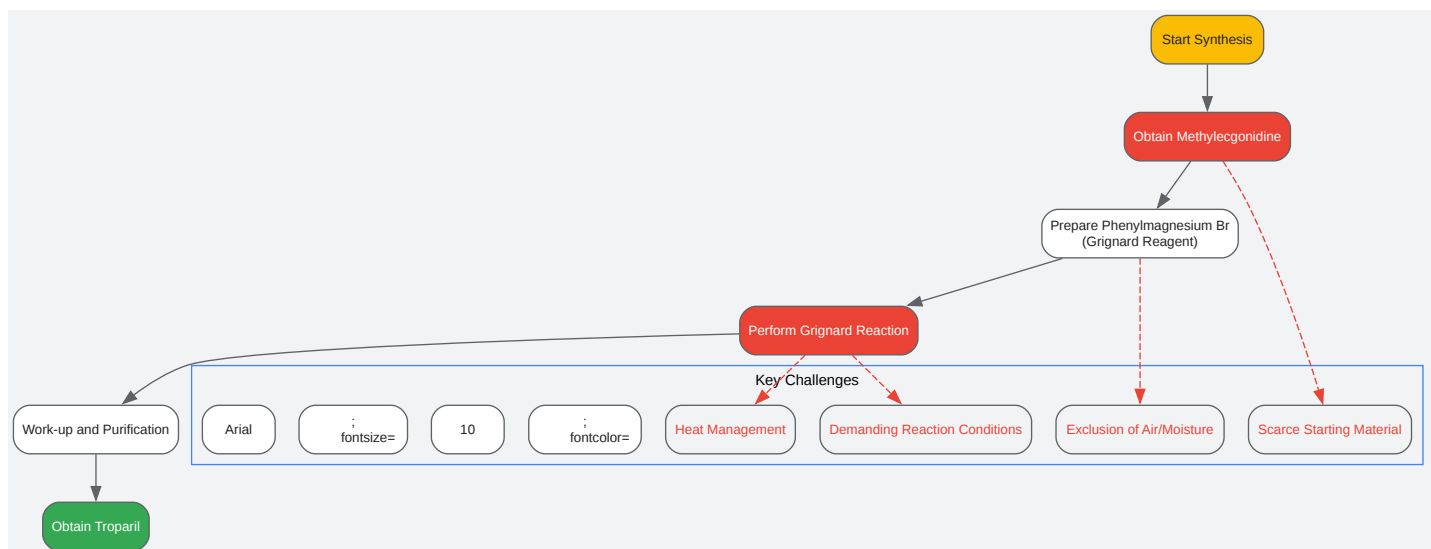 Start Synthesis
Obtain Methylecgonidine
Prepare Phenylmagnesium Br
(Grignard Reagent)
Perform Grignard Reaction
Key Challenges
Work-up and Purification
Arial
;
fontsize=
10
;
fontcolor=
Heat Management
Demanding Reaction Conditions
Exclusion of Air/Moisture
Scarce Starting Material
Obtain Troparil